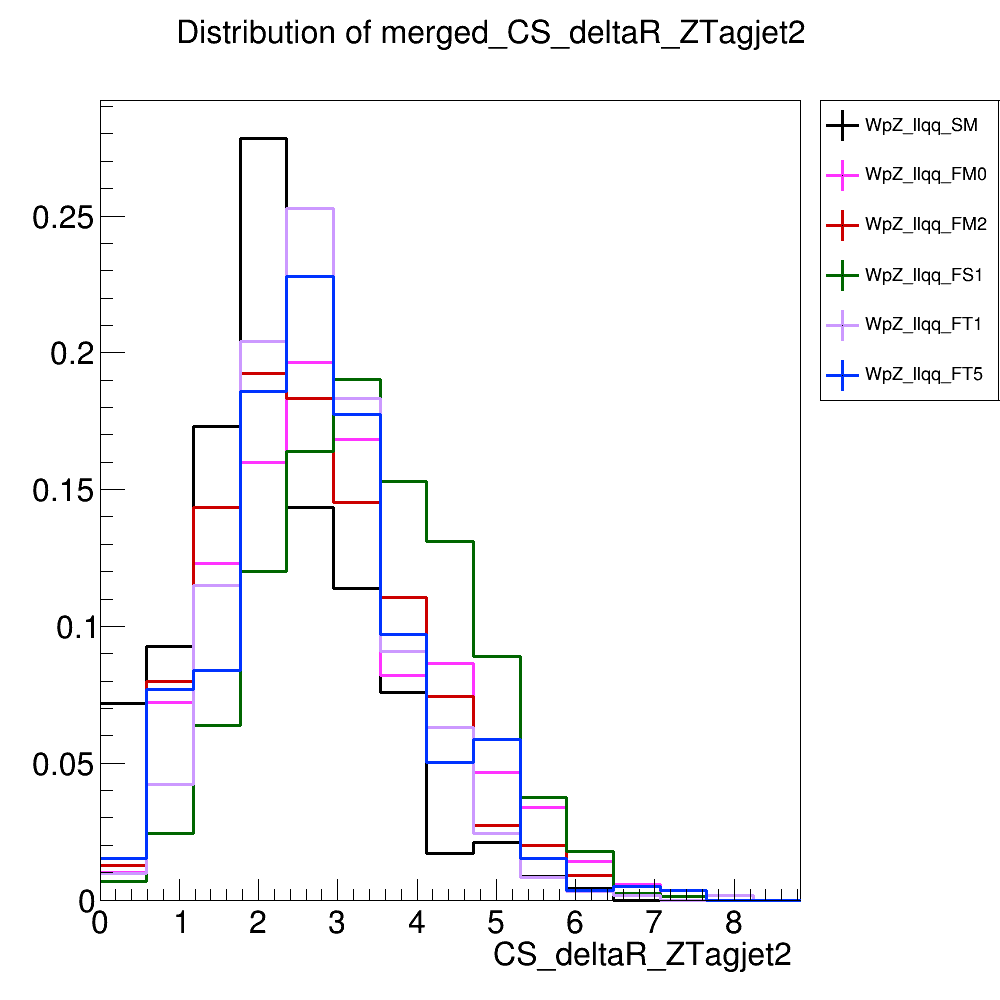 Distribution of merged_CS_deltaR_ZTagjet2
WpZ_llqq_SM
WpZ_llqq_FM0
WpZ_llqq_FM2
WpZ_llqq_FS1
WpZ_llqq_FT1
WpZ_llqq_FT5
0.25
0.2
0.15
0.1
0.05
0
0 1 2 3 4 5 6 7 8
CS_deltaR_ZTagjet2